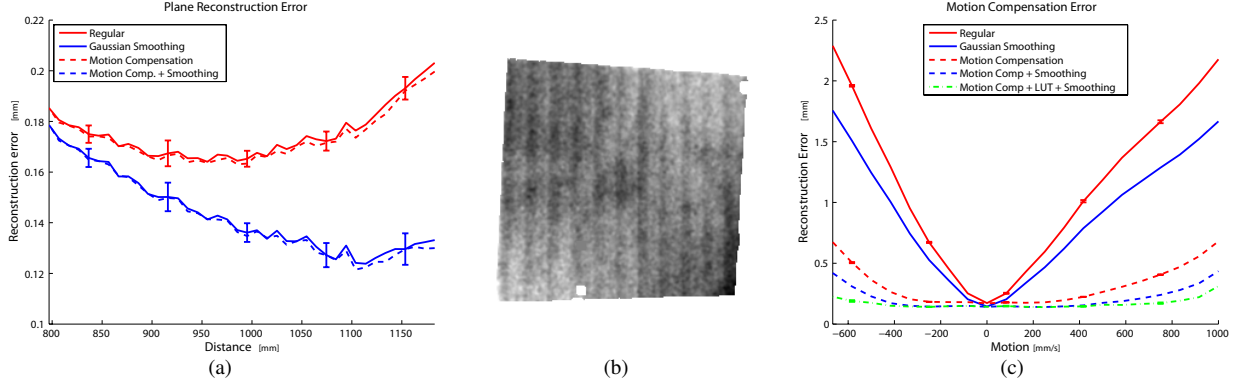 Plane Reconstruction Error
0.22
0.2
0.18
0.16
0.14
0.12
0.1
Reconstruction error [mm]
Regular
Gaussian Smoothing
Motion Compensation
Motion Comp. + Smoothing
800 850 900 950 1000 1050 1100 1150
Distance [mm]
(a)
(b)
Motion Compensation Error
2.5
2
1.5
1
0.5
0
Reconstruction Error [mm]
Regular
Gaussian Smoothing
Motion Compensation
Motion Comp + Smoothing
Motion Comp + LUT + Smoothing
−600 −400 −200 0 200 400 600 800 1000
Motion [mm/s]
(c)